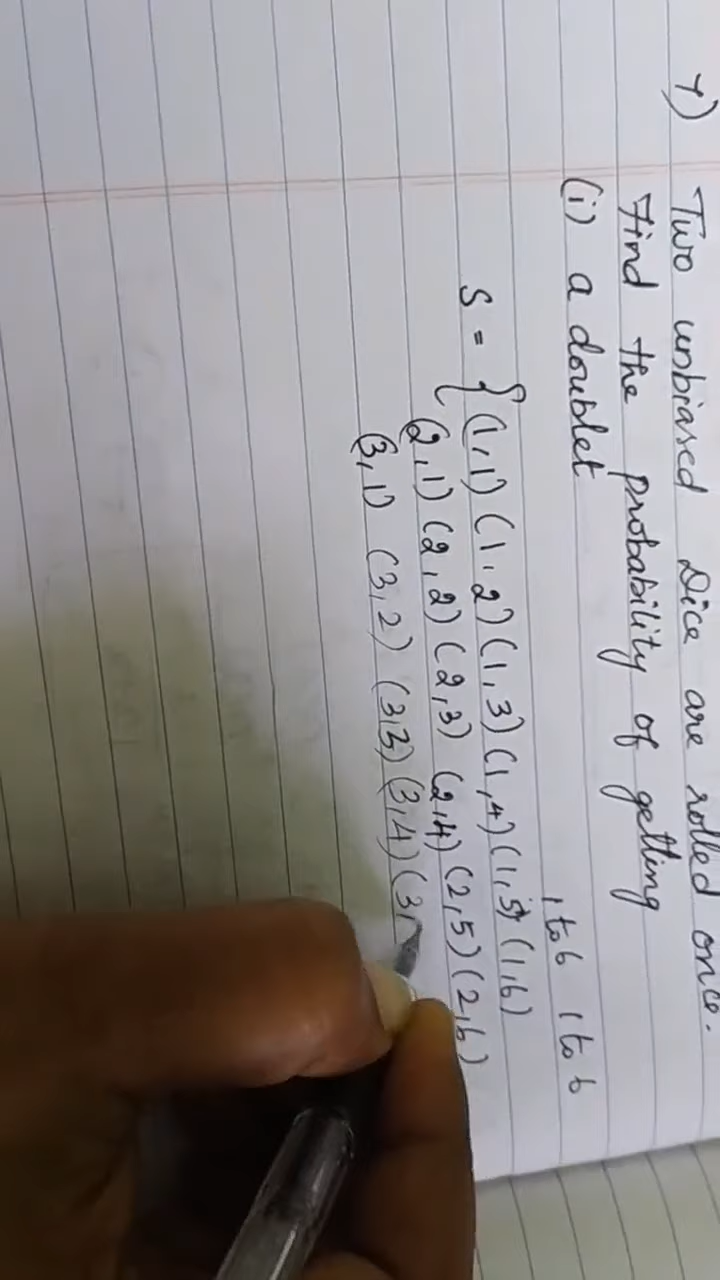 7) Two unbiased Dice are rolled once.
Find the probability of getting
(i) a doublet
1 to 6 1 to 6
S = { (1,1) (1,2) (1,3) (1,4) (1,5) (1,6)
(2,1) (2,2) (2,3) (2,4) (2,5) (2,6)
(3,1) (3,2) (3,3) (3,4) (3,